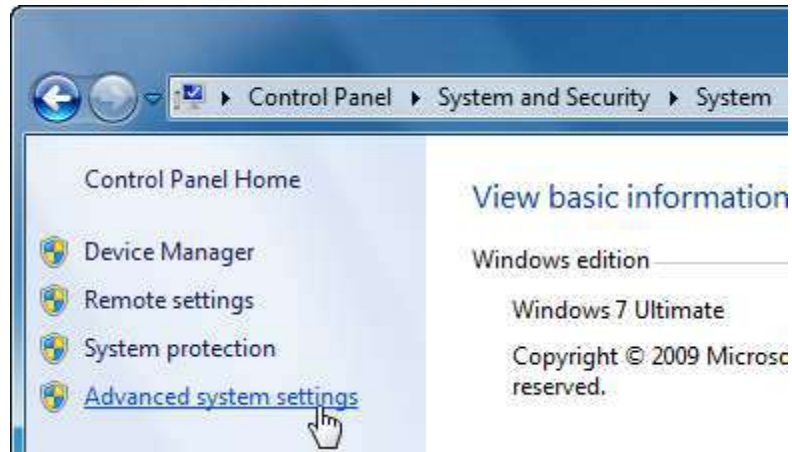 Control Panel System and Security System
Control Panel Home
Device Manager
Remote settings
System protection
Advanced system settings
View basic information
Windows edition
Windows 7 Ultimate
Copyright © 2009 Microsc
reserved.